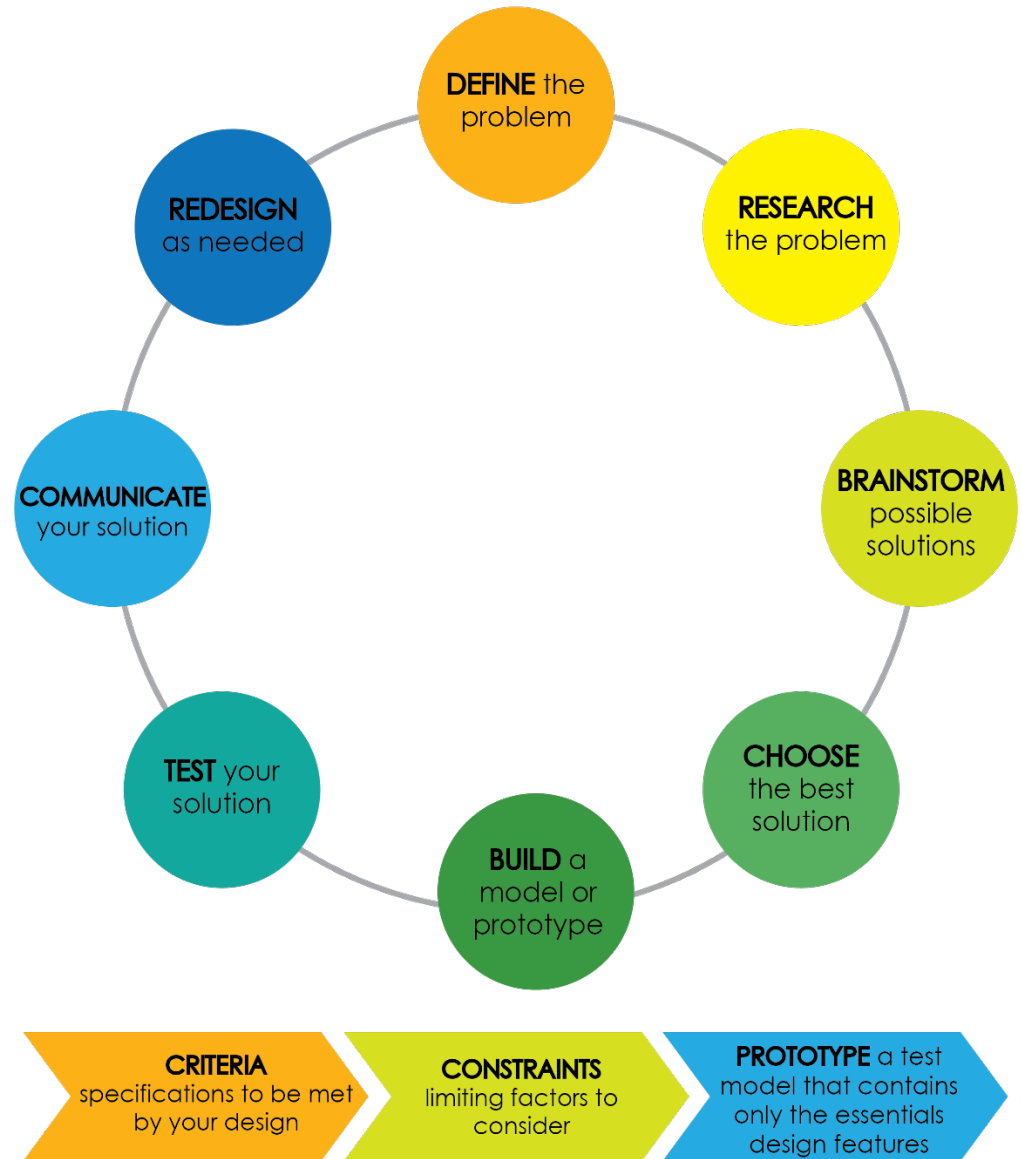 DEFINE the
problem
RESEARCH
the problem
BRAINSTORM
possible
solutions
CHOOSE
the best
solution
BUILD a
model or
prototype
TEST your
solution
COMMUNICATE
your solution
REDESIGN
as needed
CRITERIA
specifications to be met
by your design
CONSTRAINTS
limiting factors to
consider
PROTOTYPE a test
model that contains
only the essentials
design features